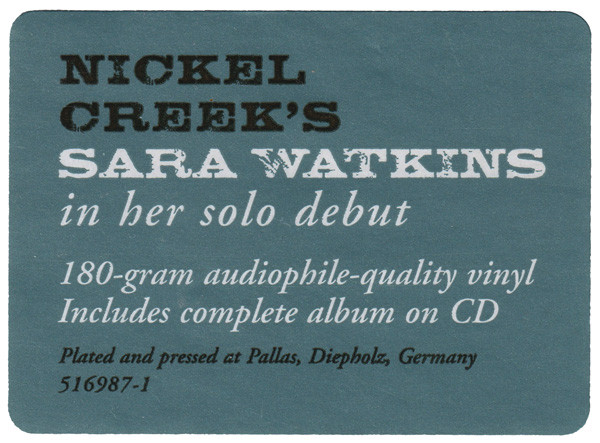 NICKEL
CREEK'S
SARA WATKINS
in her solo debut
180-gram audiophile-quality vinyl
Includes complete album on CD
Plated and pressed at Pallas, Diepholz, Germany
516987-1